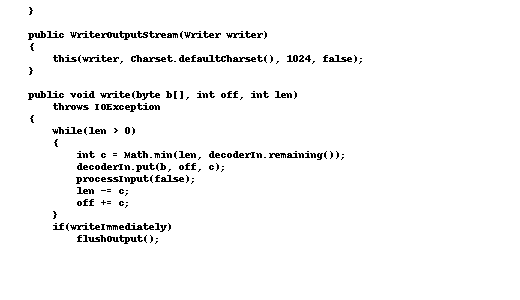 }
public WriterOutputStream(Writer writer)
{
this(writer, Charset.defaultCharset(), 1024, false);
}
public void write(byte b[], int off, int len)
throws IOException
{
while(len > 0)
{
int c = Math.min(len, decoderIn.remaining());
decoderIn.put(b, off, c);
processInput(false);
len -= c;
off += c;
}
if(writeImmediately)
flushOutput();